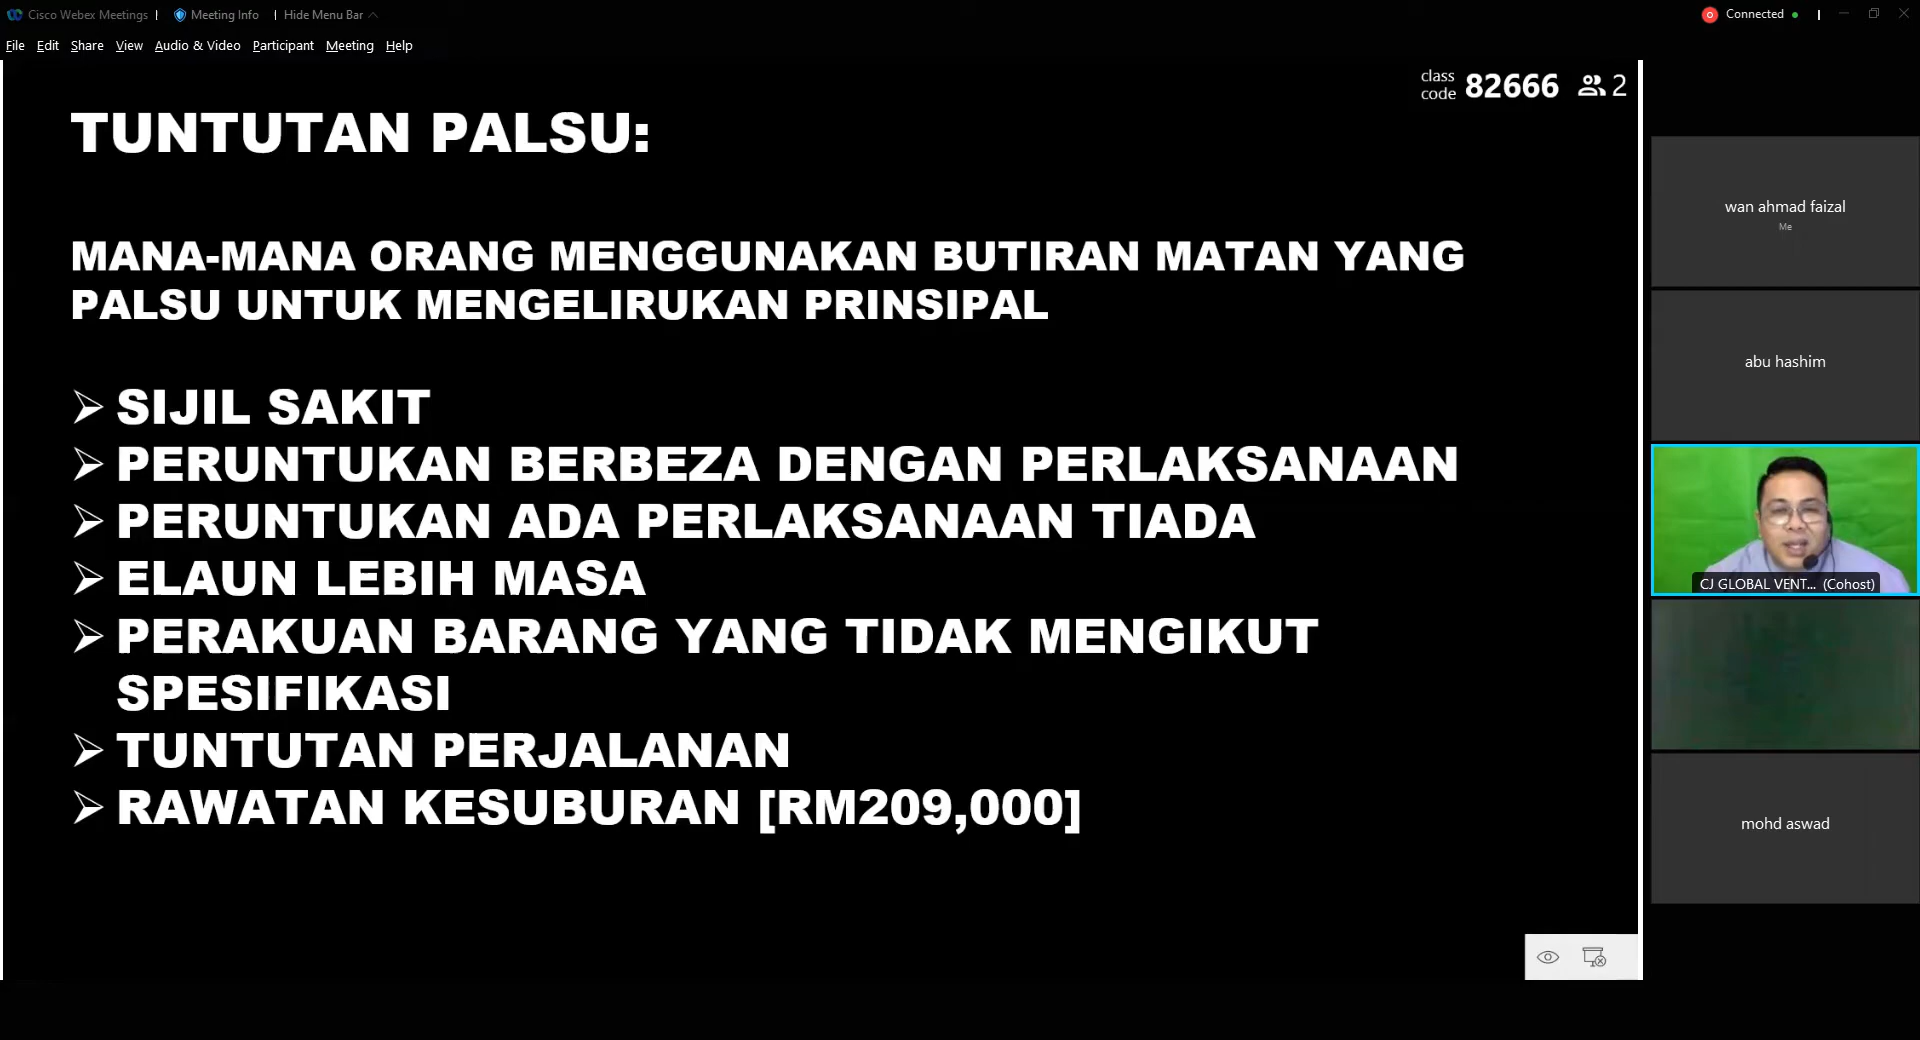 Cisco Webex Meetings | Meeting Info | Hide Menu Bar
Connected
File Edit Share View Audio & Video Participant Meeting Help
class code 82666 2
TUNTUTAN PALSU:
MANA-MANA ORANG MENGGUNAKAN BUTIRAN MATAN YANG
PALSU UNTUK MENGELIRUKAN PRINSIPAL
SIJIL SAKIT
PERUNTUKAN BERBEZA DENGAN PERLAKSANAAN
PERUNTUKAN ADA PERLAKSANAAN TIADA
ELAUN LEBIH MASA
PERAKUAN BARANG YANG TIDAK MENGIKUT
SPESIFIKASI
TUNTUTAN PERJALANAN
RAWATAN KESUBURAN [RM209,000]
wan ahmad faizal
Me
abu hashim
CJ GLOBAL VENT... (Cohost)
mohd aswad